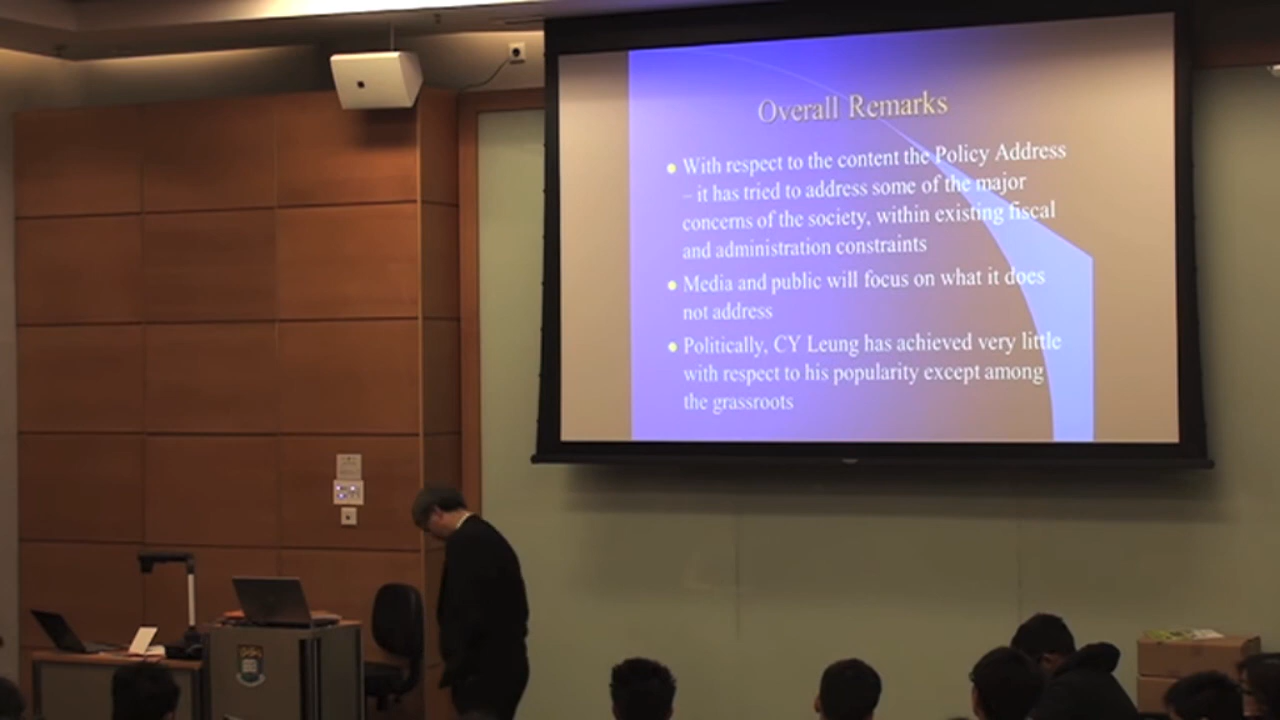 Overall Remarks
With respect to the content the Policy Address
– it has tried to address some of the major
concerns of the society, within existing fiscal
and administration constraints
Media and public will focus on what it does
not address
Politically, CY Leung has achieved very little
with respect to his popularity except among
the grassroots